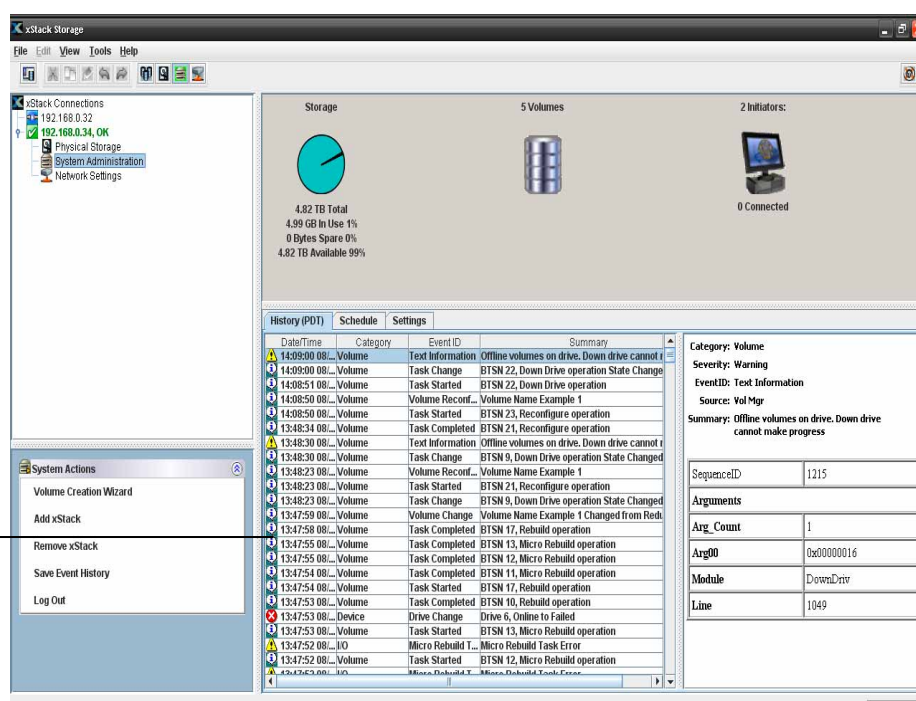 xStack Storage
File Edit View Tools Help
xStack Connections
192.168.0.32
192.168.0.34, OK
Physical Storage
System Administration
Network Settings
System Actions
Volume Creation Wizard
Add xStack
Remove xStack
Save Event History
Log Out
Storage
4.82 TB Total
4.99 GB In Use 1%
0 Bytes Spare 0%
4.82 TB Available 99%
5 Volumes
2 Initiators:
0 Connected
History (PDT) Schedule Settings
Date/Time Category Event ID Summary
14:09:00 08/... Volume Text Information Offline volumes on drive. Down drive cannot
14:09:00 08/... Volume Task Change BTSN 22, Down Drive operation State Change
14:08:51 08/... Volume Task Started BTSN 22, Down Drive operation
14:08:50 08/... Volume Volume Reconf... Volume Name Example 1
14:08:50 08/... Volume Task Started BTSN 23, Reconfigure operation
13:48:34 08/... Volume Task Completed BTSN 21, Reconfigure operation
13:48:30 08/... Volume Text Information Offline volumes on drive. Down drive cannot
13:48:30 08/... Volume Task Change BTSN 9, Down Drive operation State Changed
13:48:23 08/... Volume Volume Reconf... Volume Name Example 1
13:48:23 08/... Volume Task Started BTSN 21, Reconfigure operation
13:48:23 08/... Volume Task Change BTSN 9, Down Drive operation State Changed
13:47:59 08/... Volume Volume Change Volume Name Example 1 Changed from Redu
13:47:58 08/... Volume Task Completed BTSN 17, Rebuild operation
13:47:55 08/... Volume Task Completed BTSN 13, Micro Rebuild operation
13:47:55 08/... Volume Task Completed BTSN 12, Micro Rebuild operation
13:47:54 08/... Volume Task Completed BTSN 11, Micro Rebuild operation
13:47:54 08/... Volume Task Started BTSN 17, Rebuild operation
13:47:53 08/... Volume Task Completed BTSN 10, Rebuild operation
13:47:53 08/... Device Drive Change Drive 6, Online to Failed
13:47:53 08/... Volume Task Started BTSN 13, Micro Rebuild operation
13:47:52 08/... I/O Micro Rebuild T... Micro Rebuild Task Error
13:47:52 08/... Volume Task Started BTSN 12, Micro Rebuild operation
Category: Volume
Severity: Warning
EventID: Text Information
Source: Vol Mgr
Summary: Offline volumes on drive. Down drive
cannot make progress
SequenceID 1215
Arguments
Arg_Count 1
Arg00 0x00000016
Module DownDriv
Line 1049